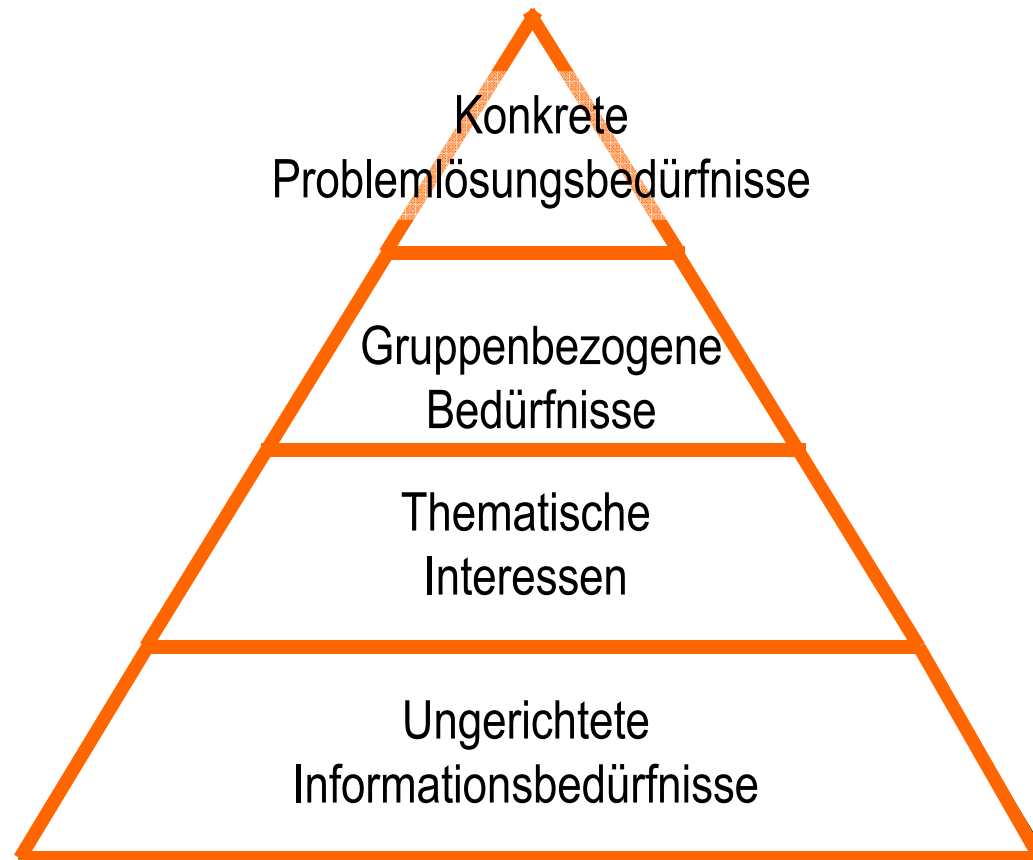 Konkrete
Problemlösungsbedürfnisse
Gruppenbezogene
Bedürfnisse
Thematische
Interessen
Ungerichtete
Informationsbedürfnisse